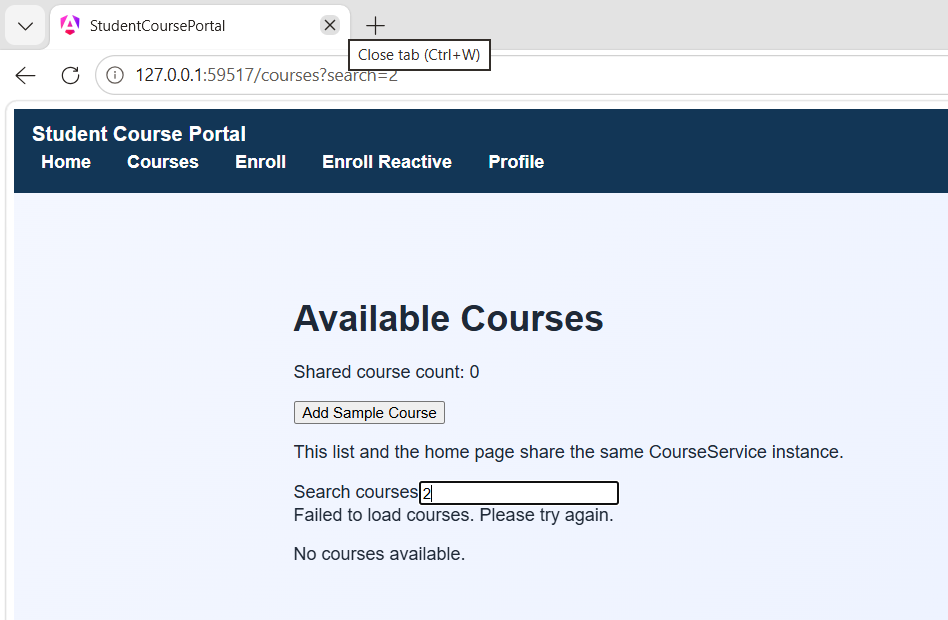 StudentCoursePortal
Close tab (Ctrl+W)
127.0.0.1:59517/courses?search=2
Student Course Portal
Home Courses Enroll Enroll Reactive Profile
Available Courses
Shared course count: 0
Add Sample Course
This list and the home page share the same CourseService instance.
Search courses 2
Failed to load courses. Please try again.
No courses available.